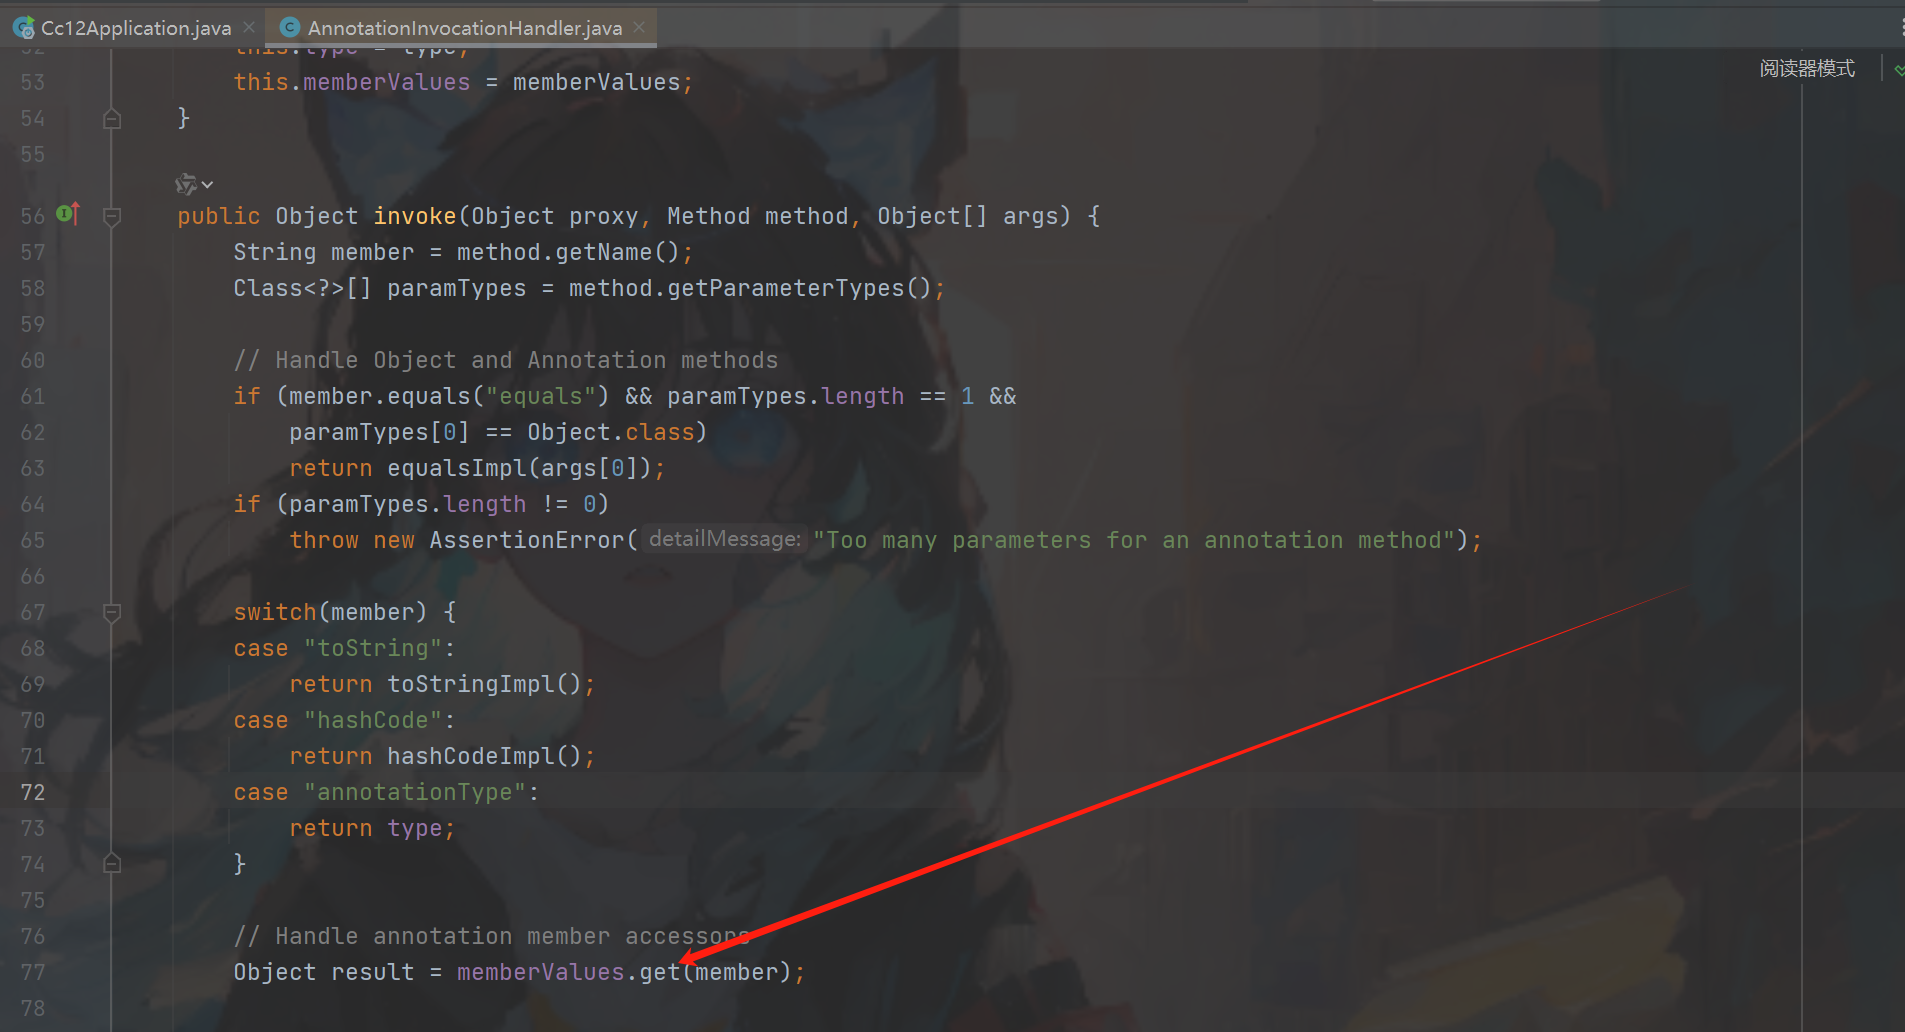 Cc12Application.java
AnnotationInvocationHandler.java
阅读器模式
52 this.type = type;
53 this.memberValues = memberValues;
54 }
55
56 public Object invoke(Object proxy, Method method, Object[] args) {
57 String member = method.getName();
58 Class<?>[] paramTypes = method.getParameterTypes();
59
60 // Handle Object and Annotation methods
61 if (member.equals("equals") && paramTypes.length == 1 &&
62 paramTypes[0] == Object.class)
63 return equalsImpl(args[0]);
64 if (paramTypes.length != 0)
65 throw new AssertionError( detailMessage: "Too many parameters for an annotation method");
66
67 switch(member) {
68 case "toString":
69 return toStringImpl();
70 case "hashCode":
71 return hashCodeImpl();
72 case "annotationType":
73 return type;
74 }
75
76 // Handle annotation member accessors
77 Object result = memberValues.get(member);
78